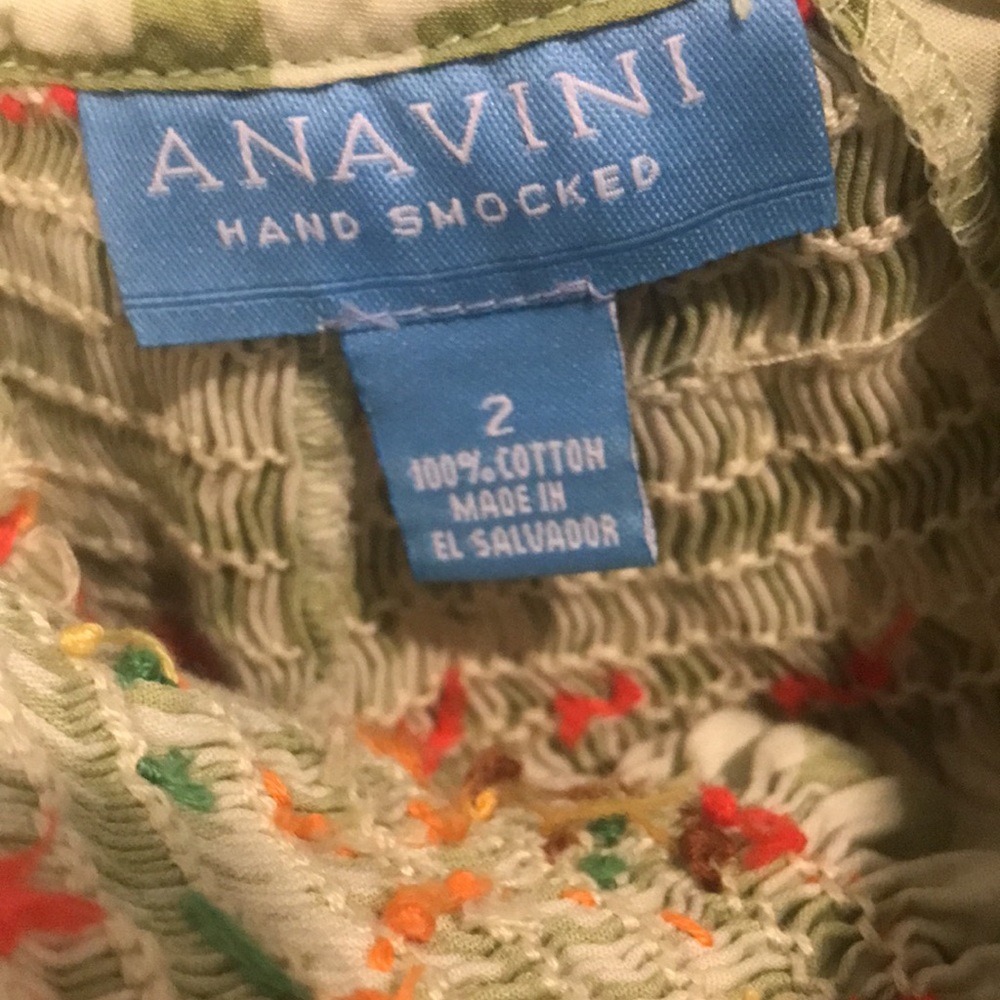 ANAVINI
HAND SMOCKED
2
100% COTTON
MADE IN
EL SALVADOR